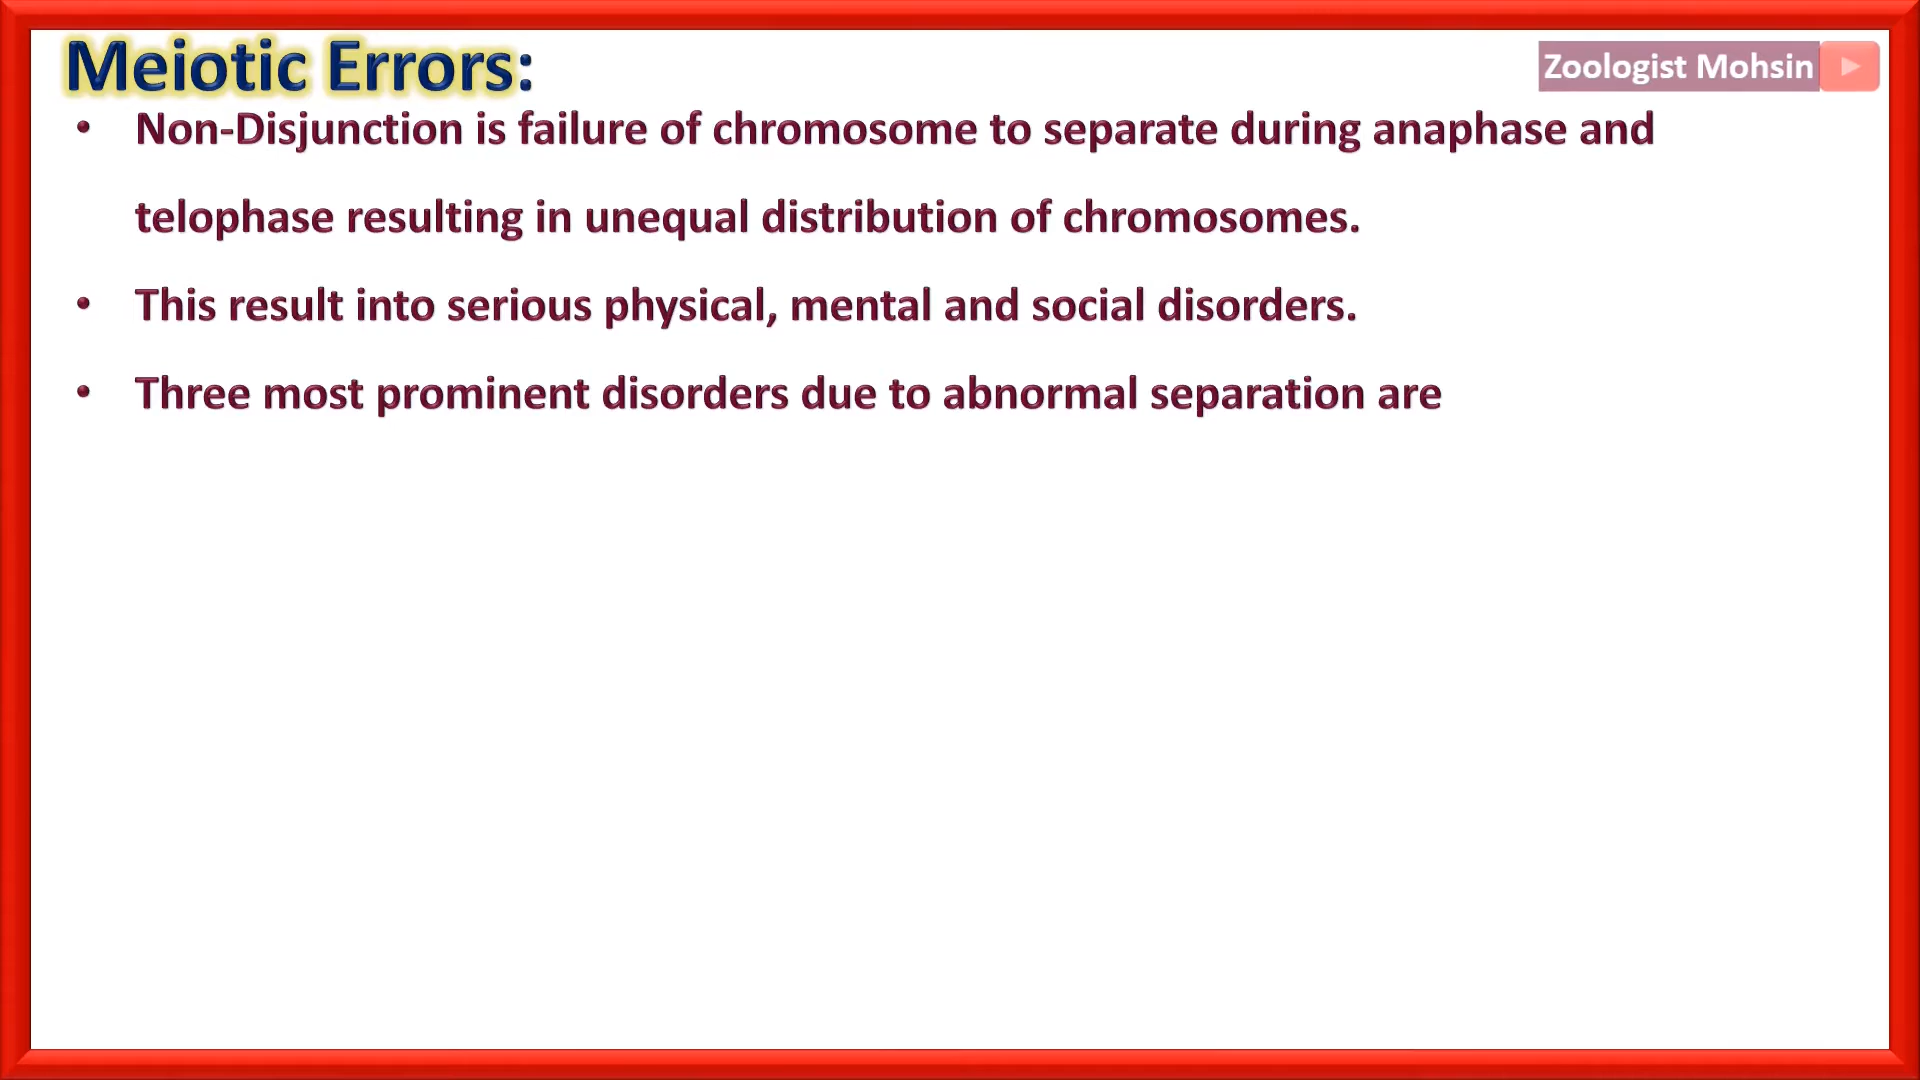 Meiotic Errors:
Zoologist Mohsin
• Non-Disjunction is failure of chromosome to separate during anaphase and
telophase resulting in unequal distribution of chromosomes.
• This result into serious physical, mental and social disorders.
• Three most prominent disorders due to abnormal separation are